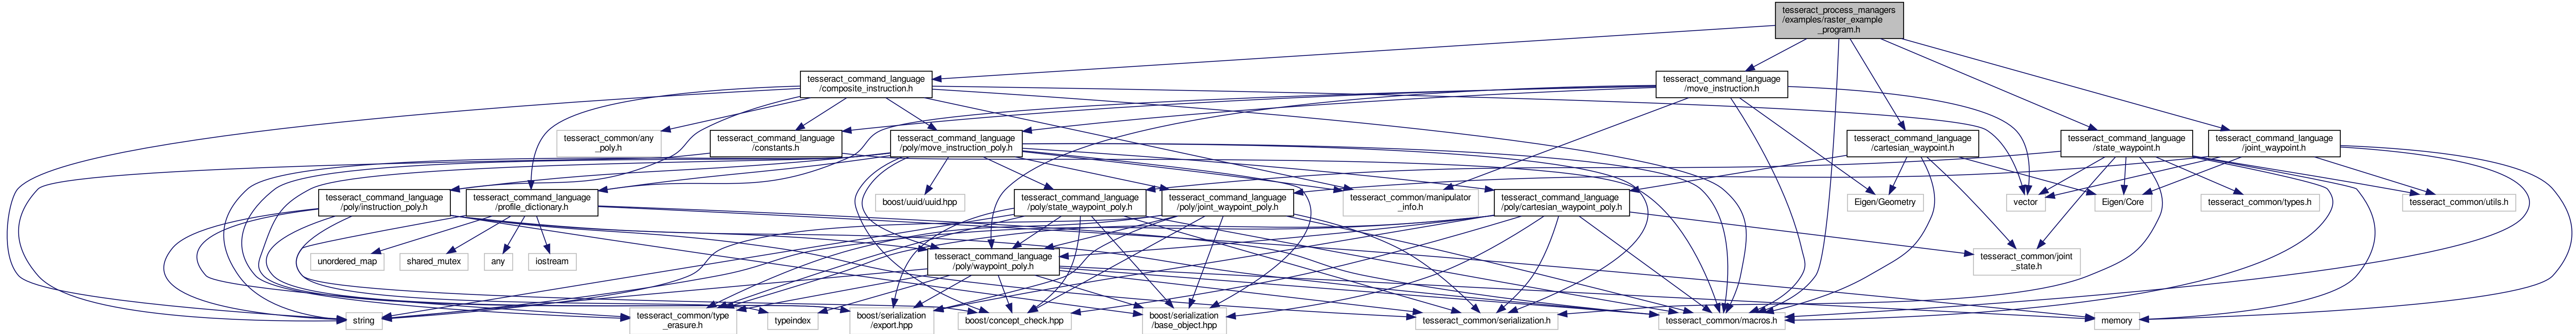 tesseract_process_managers
/examples/raster_example
_program.h
tesseract_command_language
/composite_instruction.h
tesseract_command_language
/move_instruction.h
tesseract_common/any
_poly.h
tesseract_command_language
/constants.h
tesseract_command_language
/poly/move_instruction_poly.h
tesseract_command_language
/cartesian_waypoint.h
tesseract_command_language
/state_waypoint.h
tesseract_command_language
/joint_waypoint.h
tesseract_command_language
/poly/instruction_poly.h
tesseract_command_language
/profile_dictionary.h
boost/uuid/uuid.hpp
tesseract_command_language
/poly/state_waypoint_poly.h
tesseract_command_language
/poly/joint_waypoint_poly.h
tesseract_common/manipulator
_info.h
tesseract_command_language
/poly/cartesian_waypoint_poly.h
Eigen/Geometry
vector
Eigen/Core
tesseract_common/types.h
tesseract_common/utils.h
unordered_map
shared_mutex
any
iostream
tesseract_command_language
/poly/waypoint_poly.h
tesseract_common/joint
_state.h
string
tesseract_common/type
_erasure.h
typeindex
boost/serialization
/export.hpp
boost/concept_check.hpp
boost/serialization
/base_object.hpp
tesseract_common/serialization.h
tesseract_common/macros.h
memory